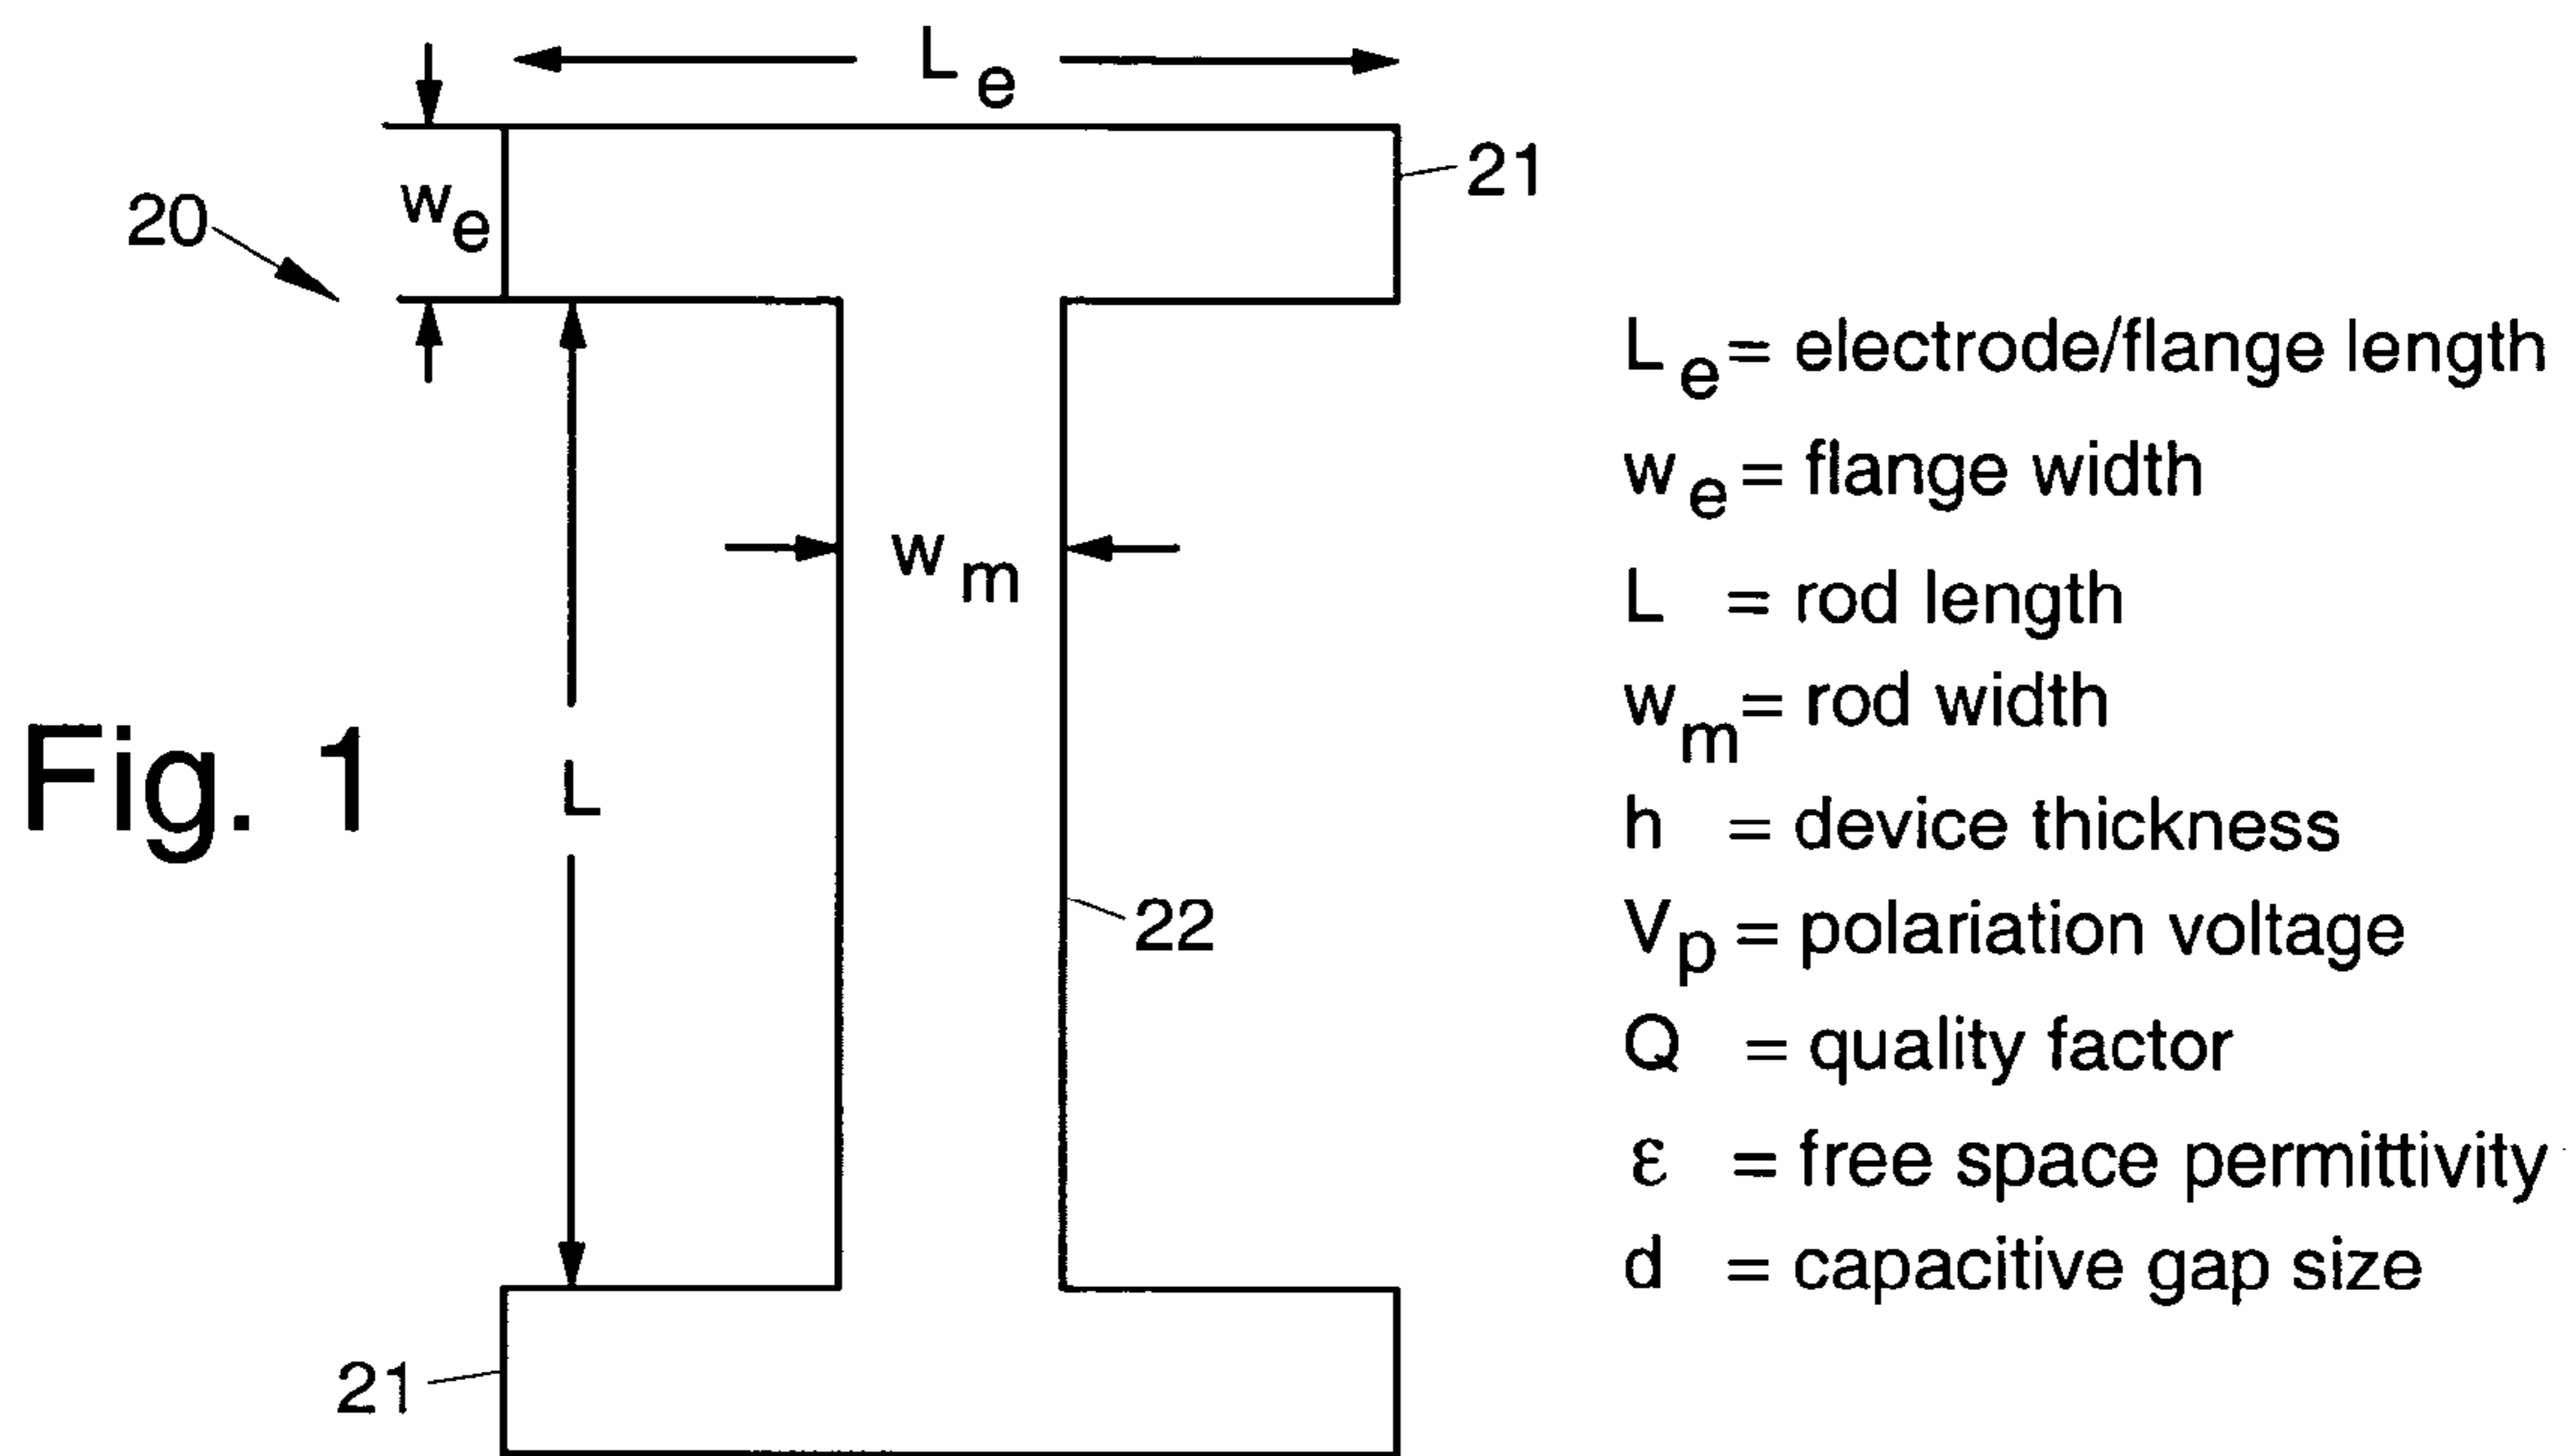 L e
w e
20
21
w m
Fig. 1
L
22
21
L e = electrode/flange length
w e = flange width
L = rod length
w m = rod width
h = device thickness
V p = polariation voltage
Q = quality factor
ε = free space permittivity
d = capacitive gap size